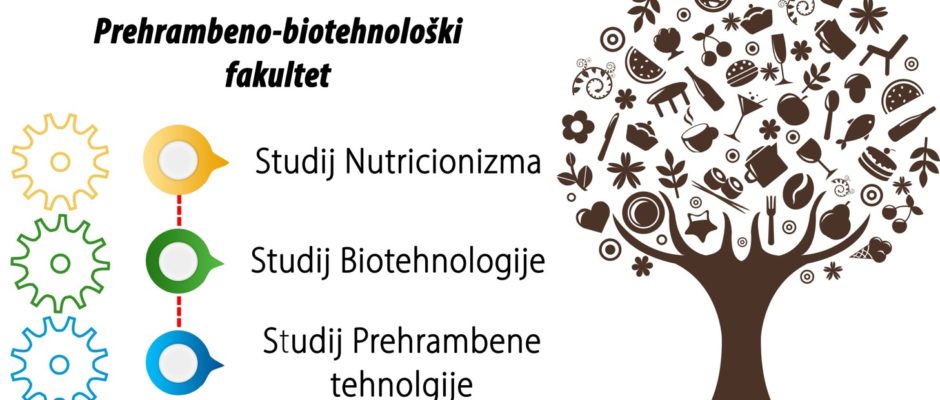 Prehrambeno-biotehnološki
fakultet
Studij Nutricionizma
Studij Biotehnologije
Studij Prehrambene
tehnolgije